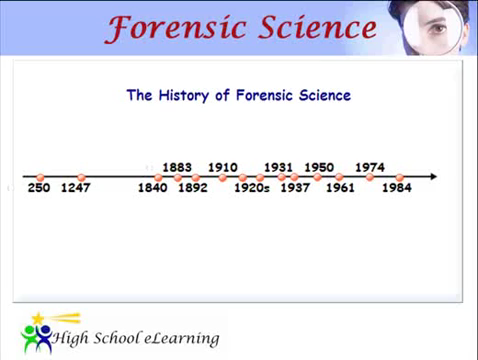 Forensic Science
The History of Forensic Science
1883 1910 1931 1950 1974
250 1247 1840 1892 1920s 1937 1961 1984
High School eLearning